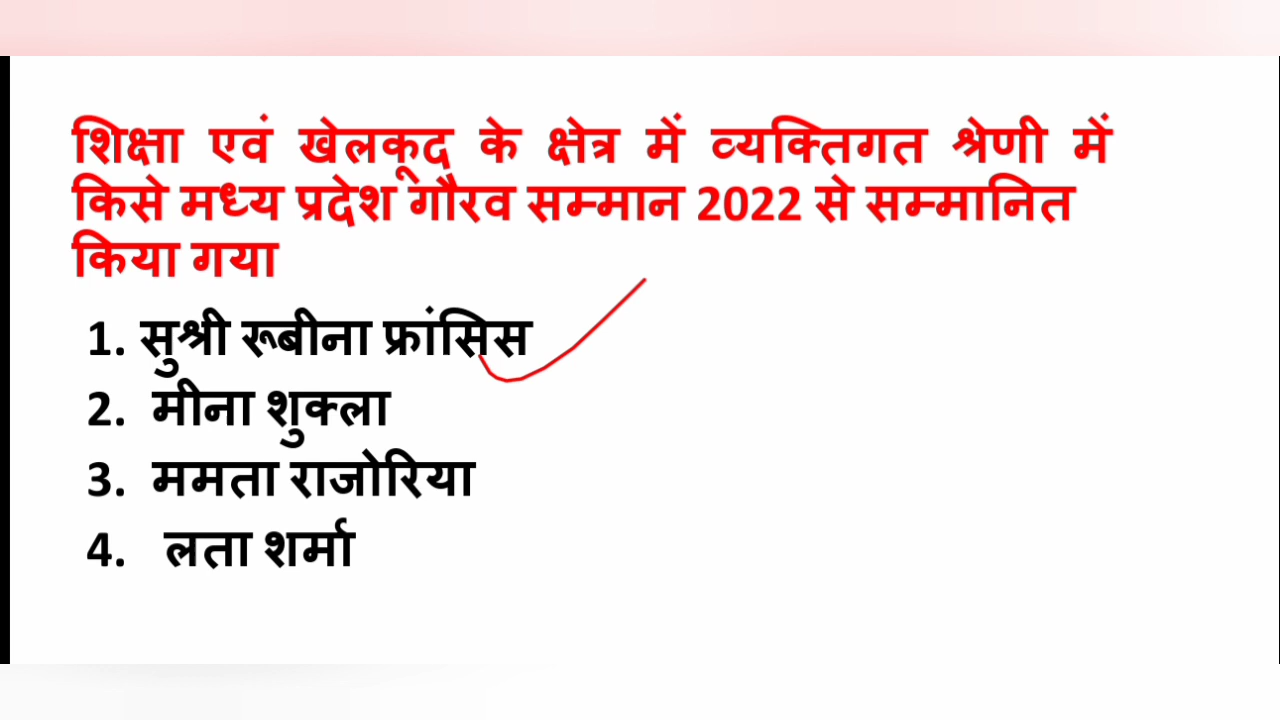 शिक्षा एवं खेलकूद के क्षेत्र में व्यक्तिगत श्रेणी में
किसे मध्य प्रदेश गौरव सम्मान 2022 से सम्मानित
किया गया
1. सुश्री रूबीना फ्रांसिस
2. मीना शुक्ला
3. ममता राजोरिया
4. लता शर्मा